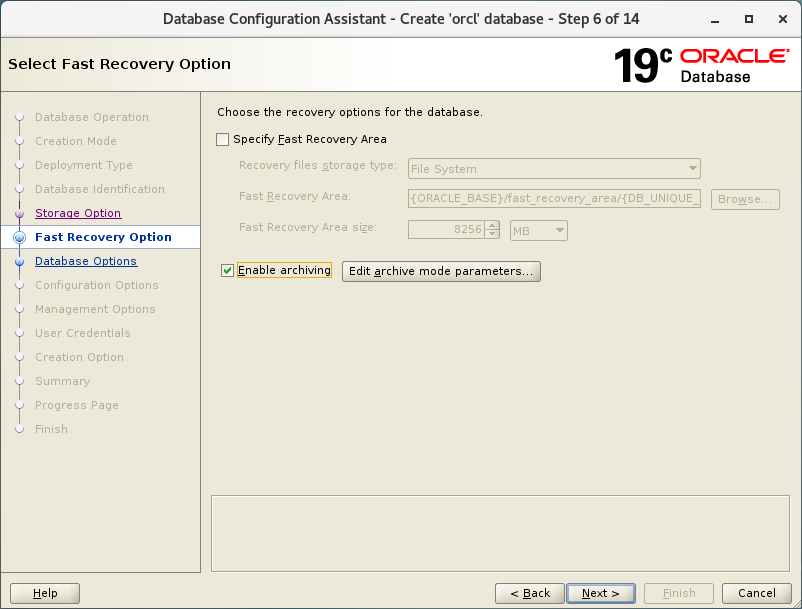 Database Configuration Assistant - Create 'orcl' database - Step 6 of 14
Select Fast Recovery Option
19c ORACLE
Database
Database Operation
Creation Mode
Deployment Type
Database Identification
Storage Option
Fast Recovery Option
Database Options
Configuration Options
Management Options
User Credentials
Creation Option
Summary
Progress Page
Finish
Choose the recovery options for the database.
Specify Fast Recovery Area
Recovery files storage type: File System
Fast Recovery Area: {ORACLE_BASE}/fast_recovery_area/{DB_UNIQUE_ Browse...
Fast Recovery Area size: 8256 MB
Enable archiving Edit archive mode parameters...
Help < Back Next > Finish Cancel